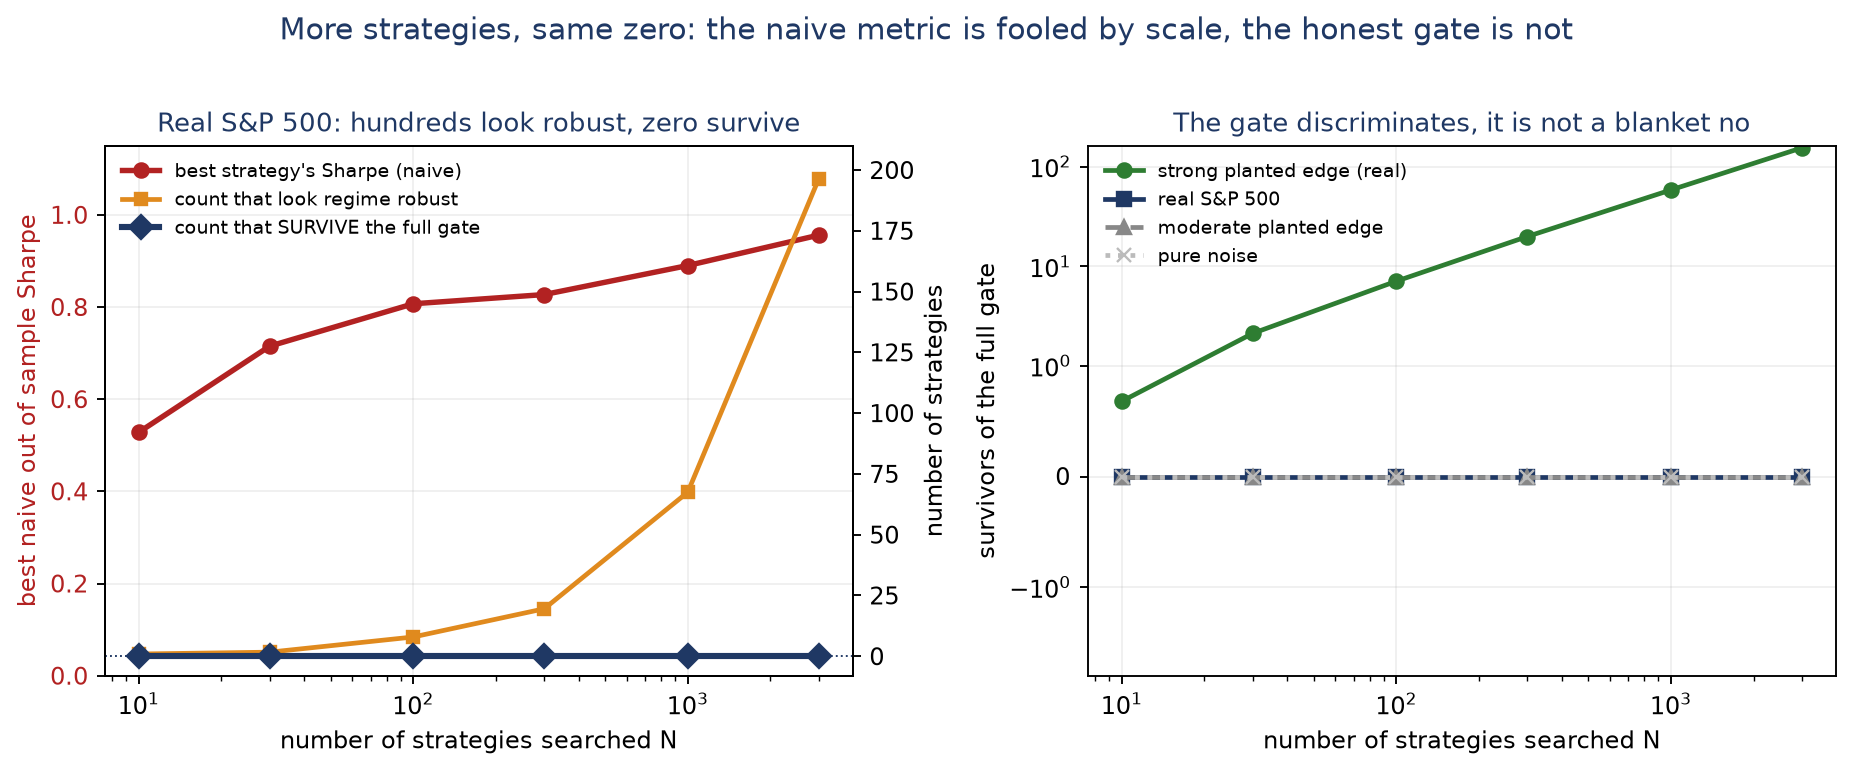 More strategies, same zero: the naive metric is fooled by scale, the honest gate is not
Real S&P 500: hundreds look robust, zero survive
best strategy's Sharpe (naive)
count that look regime robust
count that SURVIVE the full gate
best naive out of sample Sharpe
1.0
0.8
0.6
0.4
0.2
0.0
200
175
150
125
100
75
50
25
0
number of strategies
10¹
10²
10³
number of strategies searched N
The gate discriminates, it is not a blanket no
strong planted edge (real)
real S&P 500
moderate planted edge
pure noise
survivors of the full gate
10²
10¹
10⁰
0
−10⁰
10¹
10²
10³
number of strategies searched N